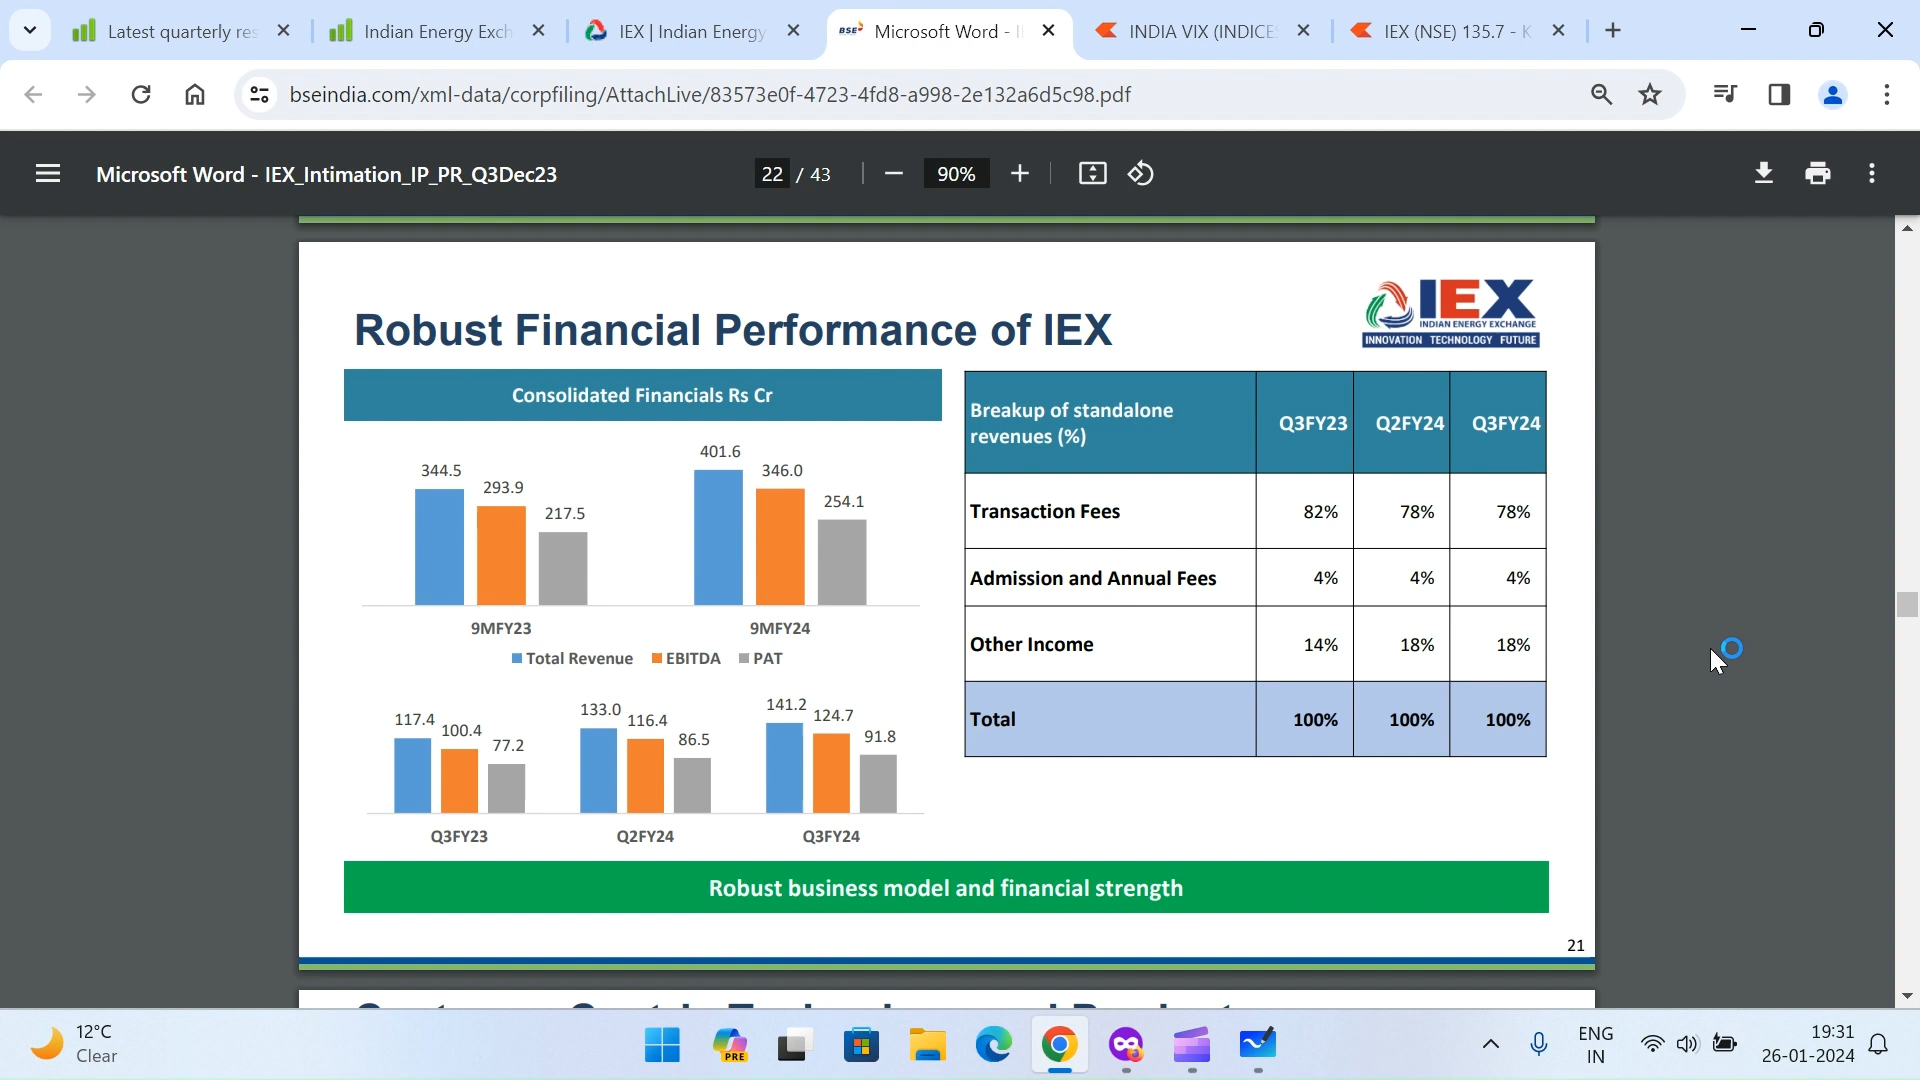 Latest quarterly res
Indian Energy Exch
IEX | Indian Energy
BSE
Microsoft Word - I
INDIA VIX (INDICES
IEX (NSE) 135.7 - K
bseindia.com/xml-data/corpfiling/AttachLive/83573e0f-4723-4fd8-a998-2e132a6d5c98.pdf
Microsoft Word - IEX_Intimation_IP_PR_Q3Dec23
22 / 43
90%
Robust Financial Performance of IEX
IEX
INDIAN ENERGY EXCHANGE
INNOVATION TECHNOLOGY FUTURE
Consolidated Financials Rs Cr
344.5
293.9
217.5
401.6
346.0
254.1
9MFY23
9MFY24
Total Revenue EBITDA PAT
117.4
100.4
77.2
133.0
116.4
86.5
141.2
124.7
91.8
Q3FY23
Q2FY24
Q3FY24
Breakup of standalone
revenues (%)
Q3FY23
Q2FY24
Q3FY24
Transaction Fees 82% 78% 78%
Admission and Annual Fees 4% 4% 4%
Other Income 14% 18% 18%
Total 100% 100% 100%
Robust business model and financial strength
21
12°C
Clear
PRE
ENG
IN
19:31
26-01-2024